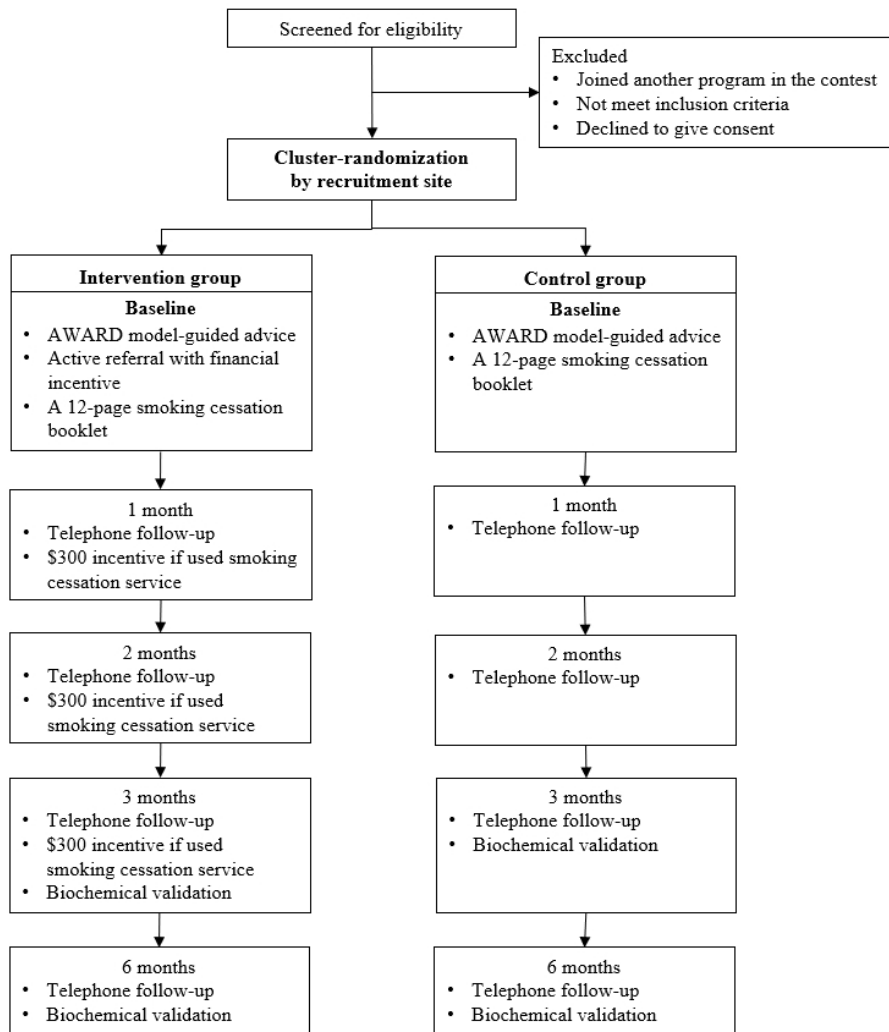 Screened for eligibility
Excluded
• Joined another program in the contest
• Not meet inclusion criteria
• Declined to give consent
Cluster-randomization
by recruitment site
Intervention group
Baseline
• AWARD model-guided advice
• Active referral with financial
incentive
• A 12-page smoking cessation
booklet
Control group
Baseline
• AWARD model-guided advice
• A 12-page smoking cessation
booklet
1 month
• Telephone follow-up
• $300 incentive if used smoking
cessation service
1 month
• Telephone follow-up
2 months
• Telephone follow-up
• $300 incentive if used
smoking cessation service
2 months
• Telephone follow-up
3 months
• Telephone follow-up
• $300 incentive if used
smoking cessation service
• Biochemical validation
3 months
• Telephone follow-up
• Biochemical validation
6 months
• Telephone follow-up
• Biochemical validation
6 months
• Telephone follow-up
• Biochemical validation